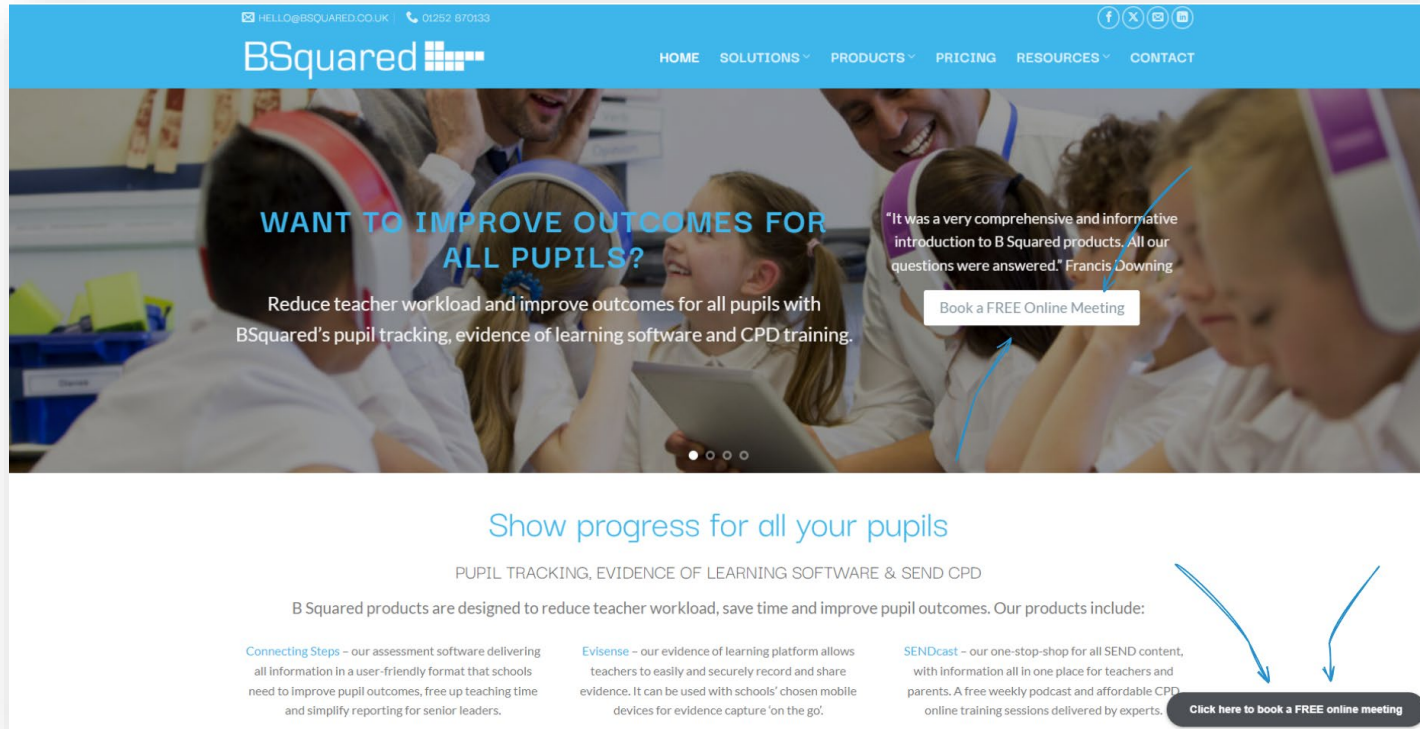 HELLO@BSQUARED.CO.UK
01252 870133
BSquared
HOME SOLUTIONS PRODUCTS PRICING RESOURCES CONTACT
WANT TO IMPROVE OUTCOMES FOR
ALL PUPILS?
Reduce teacher workload and improve outcomes for all pupils with
BSquared's pupil tracking, evidence of learning software and CPD training.
"It was a very comprehensive and informative
introduction to B Squared products. All our
questions were answered." Francis Downing
Book a FREE Online Meeting
Show progress for all your pupils
PUPIL TRACKING, EVIDENCE OF LEARNING SOFTWARE & SEND CPD
B Squared products are designed to reduce teacher workload, save time and improve pupil outcomes. Our products include:
Connecting Steps – our assessment software delivering
all information in a user-friendly format that schools
need to improve pupil outcomes, free up teaching time
and simplify reporting for senior leaders.
Evisense – our evidence of learning platform allows
teachers to easily and securely record and share
evidence. It can be used with schools' chosen mobile
devices for evidence capture 'on the go'.
SENDcast – our one-stop-shop for all SEND content,
with information all in one place for teachers and
parents. A free weekly podcast and affordable CPD
online training sessions delivered by experts.
Click here to book a FREE online meeting